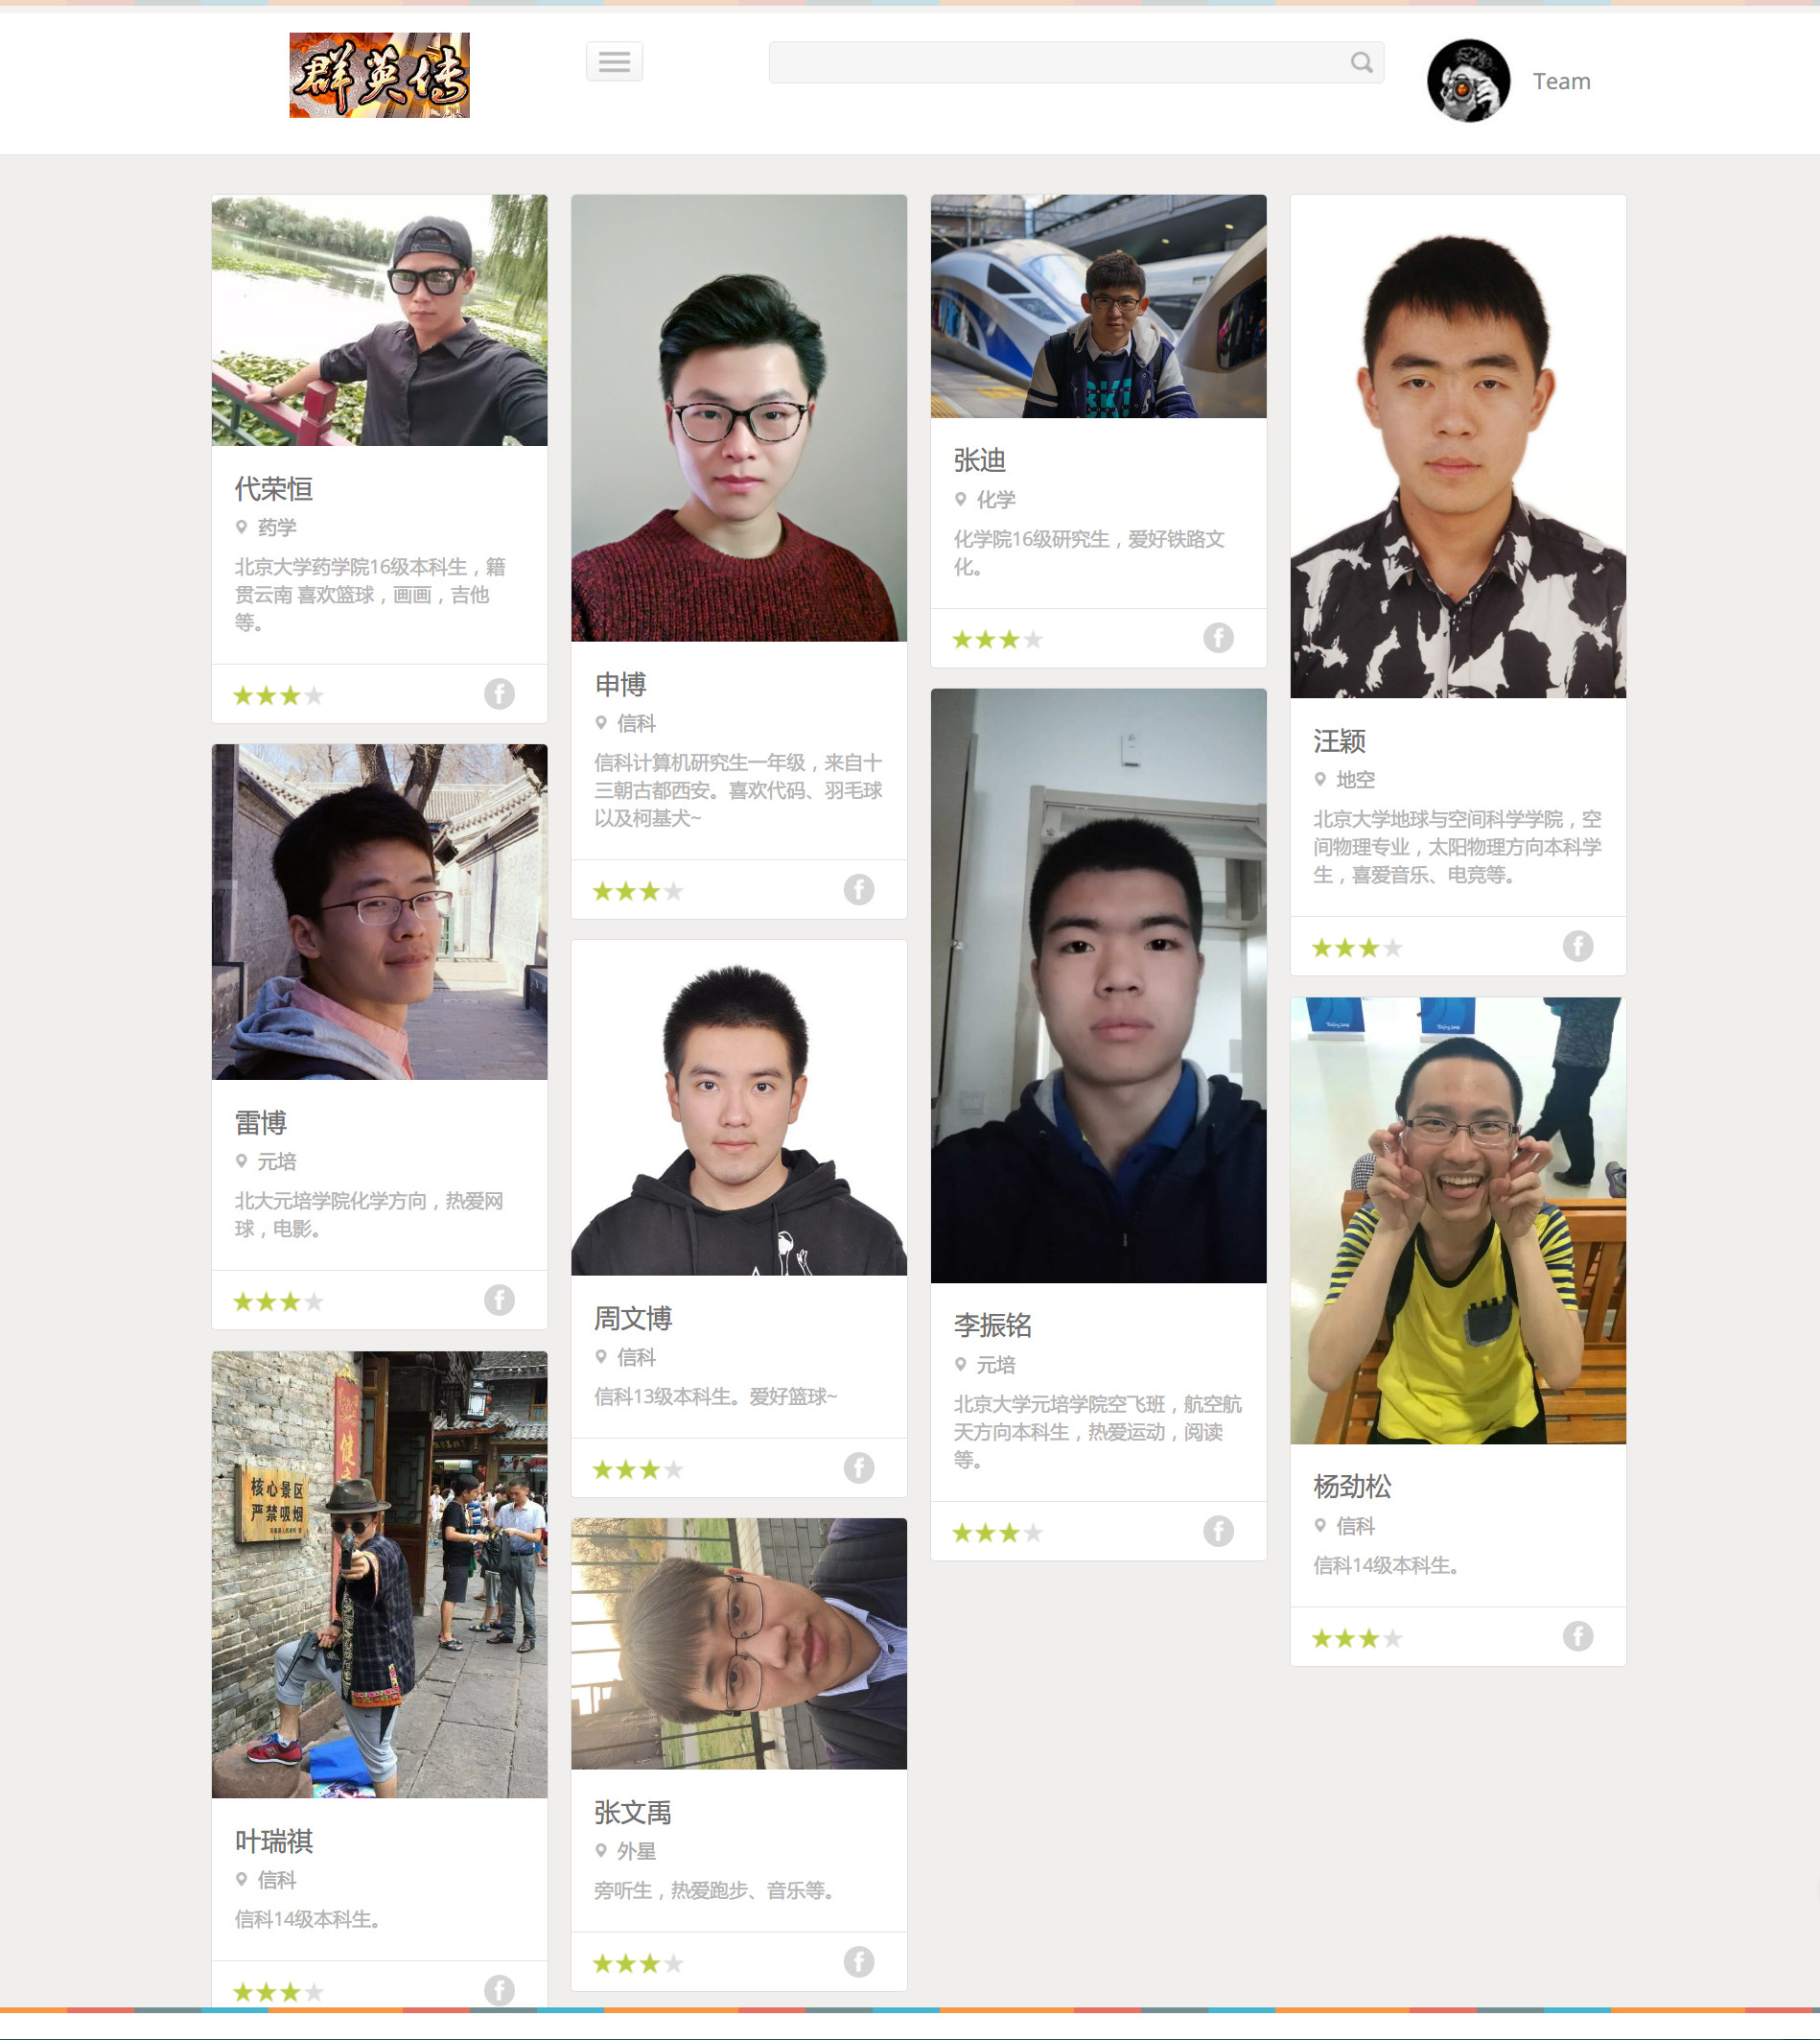 群英传
Team
代荣恒
药学
北京大学药学院16级本科生，籍
贯云南 喜欢篮球，画画，吉他
等。
雷博
元培
北大元培学院化学方向，热爱网
球，电影。
核心景区
严禁吸烟
叶瑞祺
信科
信科14级本科生。
申博
信科
信科计算机研究生一年级，来自十
三朝古都西安。喜欢代码、羽毛球
以及柯基犬~
周文博
信科
信科13级本科生。爱好篮球~
张文禹
外星
旁听生，热爱跑步、音乐等。
张迪
化学
化学院16级研究生，爱好铁路文
化。
李振铭
元培
北京大学元培学院空飞班，航空航
天方向本科生，热爱运动，阅读
等。
汪颖
地空
北京大学地球与空间科学学院，空
间物理专业，太阳物理方向本科学
生，喜爱音乐、电竞等。
杨劲松
信科
信科14级本科生。